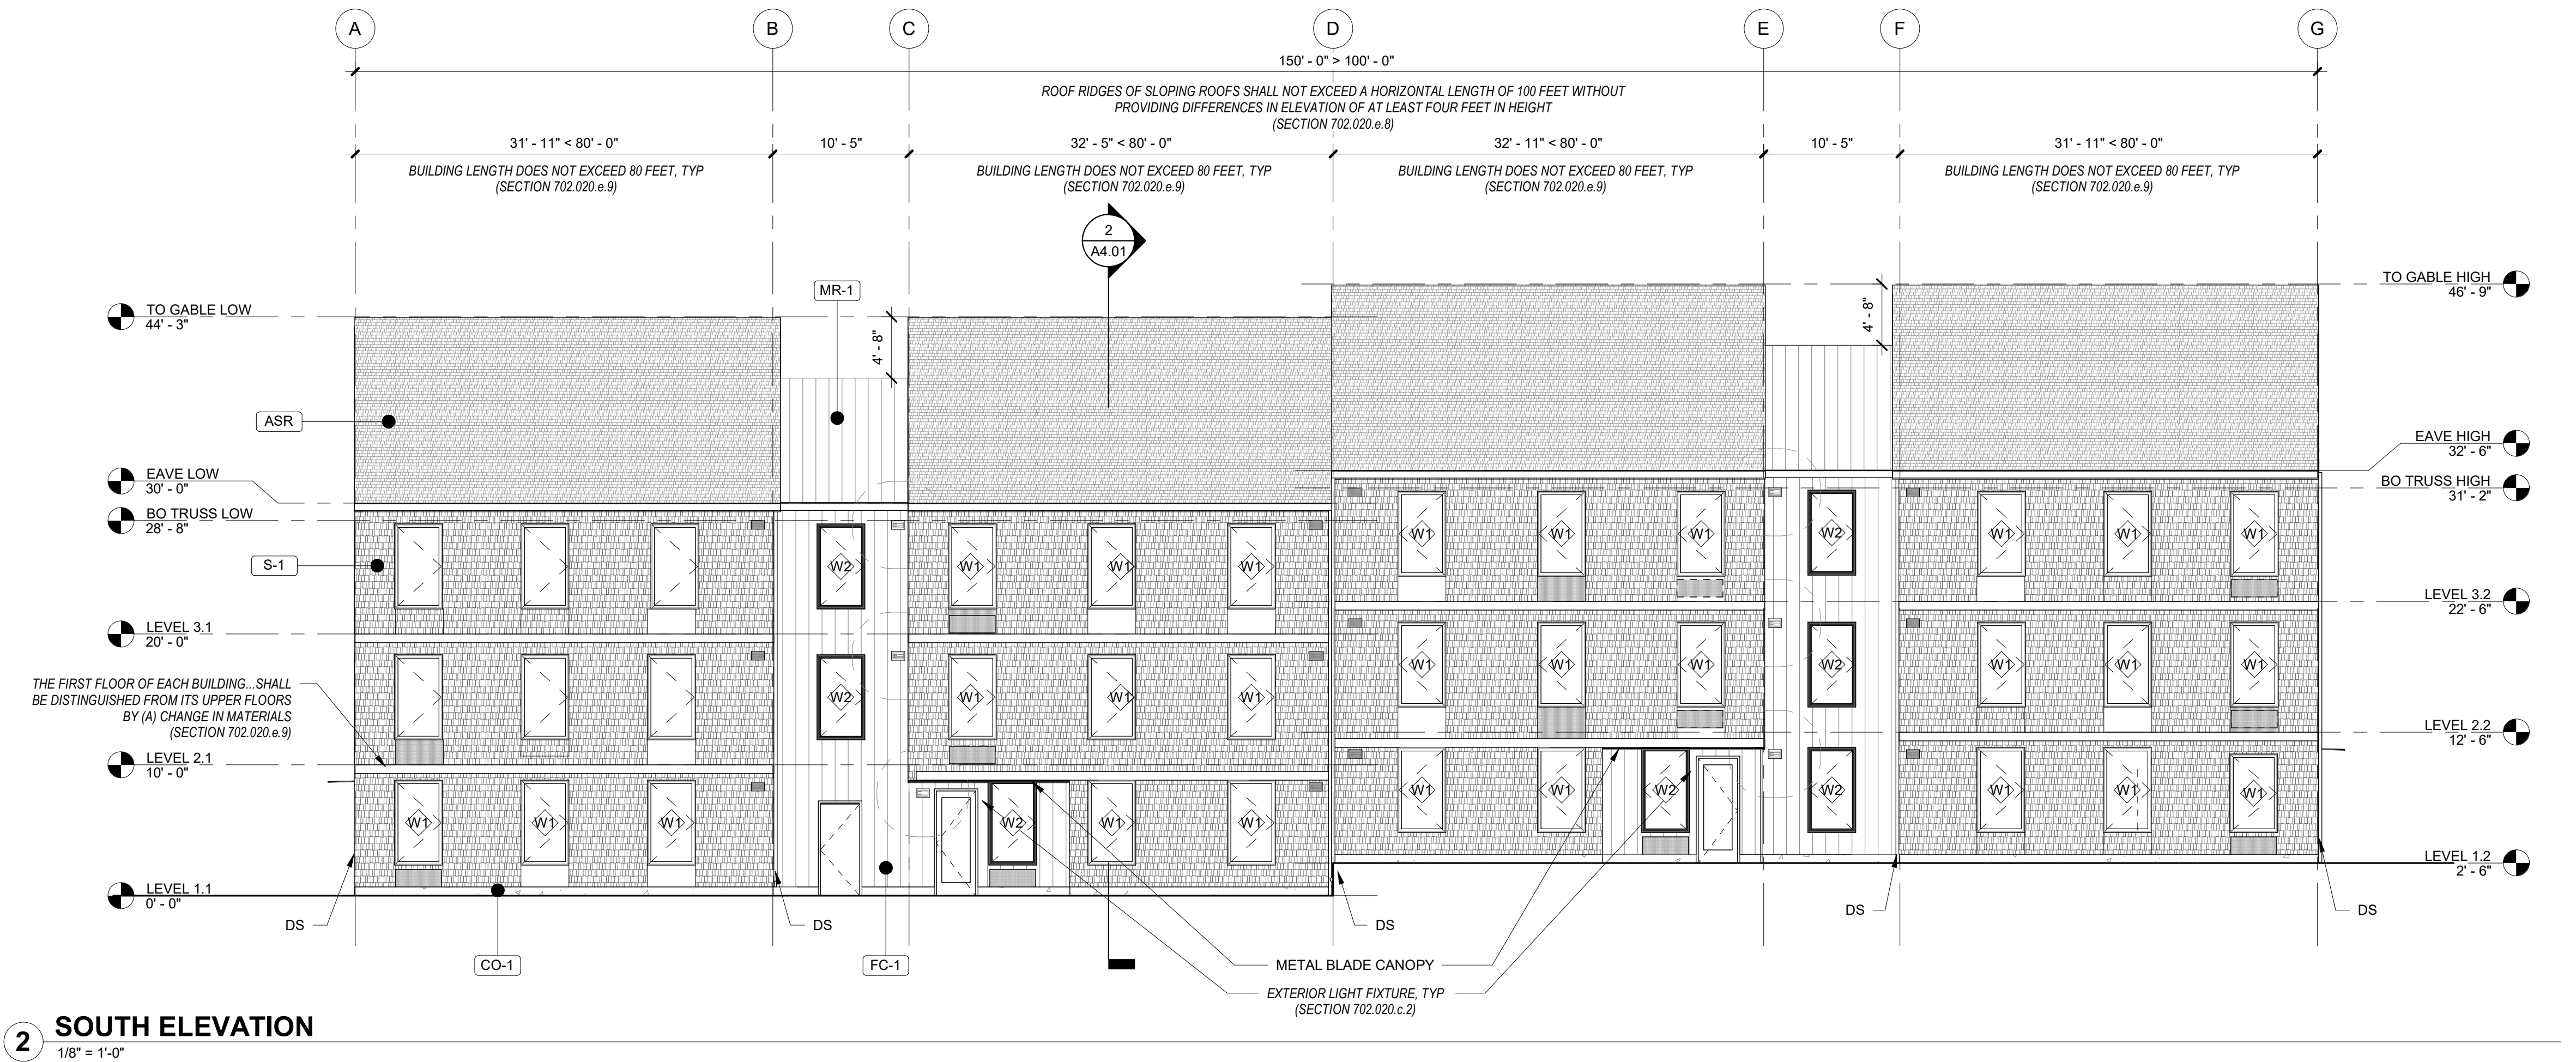 A B C D E F G
150' - 0" > 100' - 0"
ROOF RIDGES OF SLOPING ROOFS SHALL NOT EXCEED A HORIZONTAL LENGTH OF 100 FEET WITHOUT
PROVIDING DIFFERENCES IN ELEVATION OF AT LEAST FOUR FEET IN HEIGHT
(SECTION 702.020.e.8)
31' - 11" < 80' - 0"
BUILDING LENGTH DOES NOT EXCEED 80 FEET, TYP
(SECTION 702.020.e.9)
10' - 5"
32' - 5" < 80' - 0"
BUILDING LENGTH DOES NOT EXCEED 80 FEET, TYP
(SECTION 702.020.e.9)
32' - 11" < 80' - 0"
BUILDING LENGTH DOES NOT EXCEED 80 FEET, TYP
(SECTION 702.020.e.9)
10' - 5"
31' - 11" < 80' - 0"
BUILDING LENGTH DOES NOT EXCEED 80 FEET, TYP
(SECTION 702.020.e.9)
2
A4.01
TO GABLE LOW
44' - 3"
MR-1
4' - 8"
4' - 8"
TO GABLE HIGH
46' - 9"
ASR
EAVE LOW
30' - 0"
BO TRUSS LOW
28' - 8"
EAVE HIGH
32' - 6"
BO TRUSS HIGH
31' - 2"
S-1
W1 W1 W1 W2 W1 W1 W1
W2 W1 W1 W1
LEVEL 3.1
20' - 0"
LEVEL 3.2
22' - 6"
W1 W1 W1 W2 W1 W1 W1
W2 W1 W1 W1
THE FIRST FLOOR OF EACH BUILDING...SHALL
BE DISTINGUISHED FROM ITS UPPER FLOORS
BY (A) CHANGE IN MATERIALS
(SECTION 702.020.e.9)
LEVEL 2.1
10' - 0"
LEVEL 2.2
12' - 6"
W1 W1 W2 W2 W1 W1 W1
W1 W1 W1 W2 W1 W1
LEVEL 1.1
0' - 0"
LEVEL 1.2
2' - 6"
DS
DS
DS
DS
DS
CO-1
FC-1
METAL BLADE CANOPY
EXTERIOR LIGHT FIXTURE, TYP
(SECTION 702.020.c.2)
2
SOUTH ELEVATION
1/8" = 1'-0"